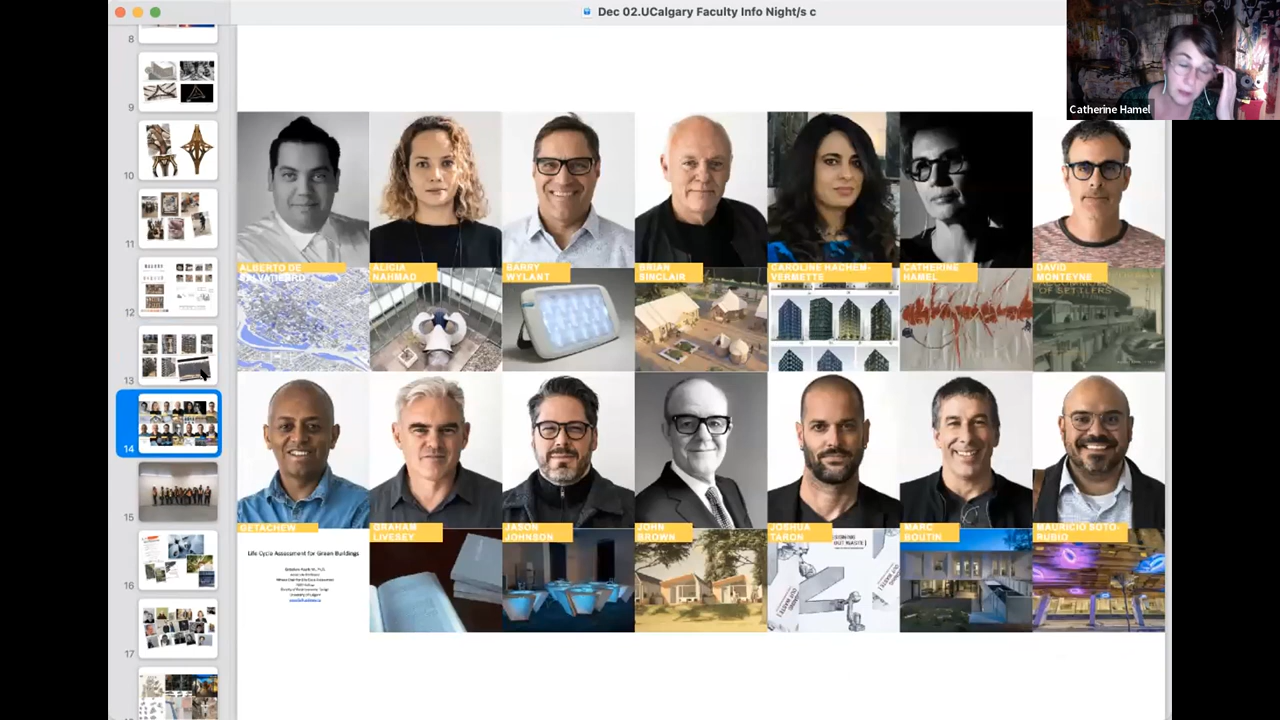 Dec 02.UCalgary Faculty Info Night/s c
Catherine Hamel
8
9
10
11
12
13
14
15
16
17
ALBERTO DE
SALVATIERRA
ALICIA
NAHMAD
BARRY
WYLANT
BRIAN
SINCLAIR
CAROLINE HACHEM-
VERMETTE
CATHERINE
HAMEL
DAVID
MONTEYNE
OF SETTLERS
GETACHEW
GRAHAM
LIVESEY
JASON
JOHNSON
JOHN
BROWN
JOSHUA
TARON
MARC
BOUTIN
MAURICIO SOTO-
RUBIO
Life Cycle Assessment for Green Buildings